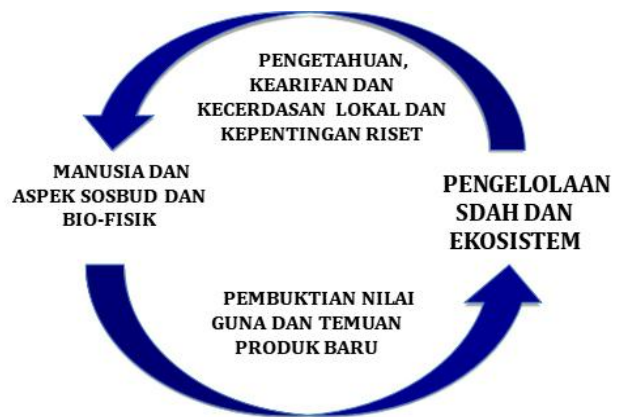 PENGETAHUAN,
KEARIFAN DAN
KECERDASAN LOKAL DAN
KEPENTINGAN RISET
MANUSIA DAN
ASPEK SOSBUD DAN
BIO-FISIK
PENGELOLAAN
SDAH DAN
EKOSISTEM
PEMBUKTIAN NILAI
GUNA DAN TEMUAN
PRODUK BARU